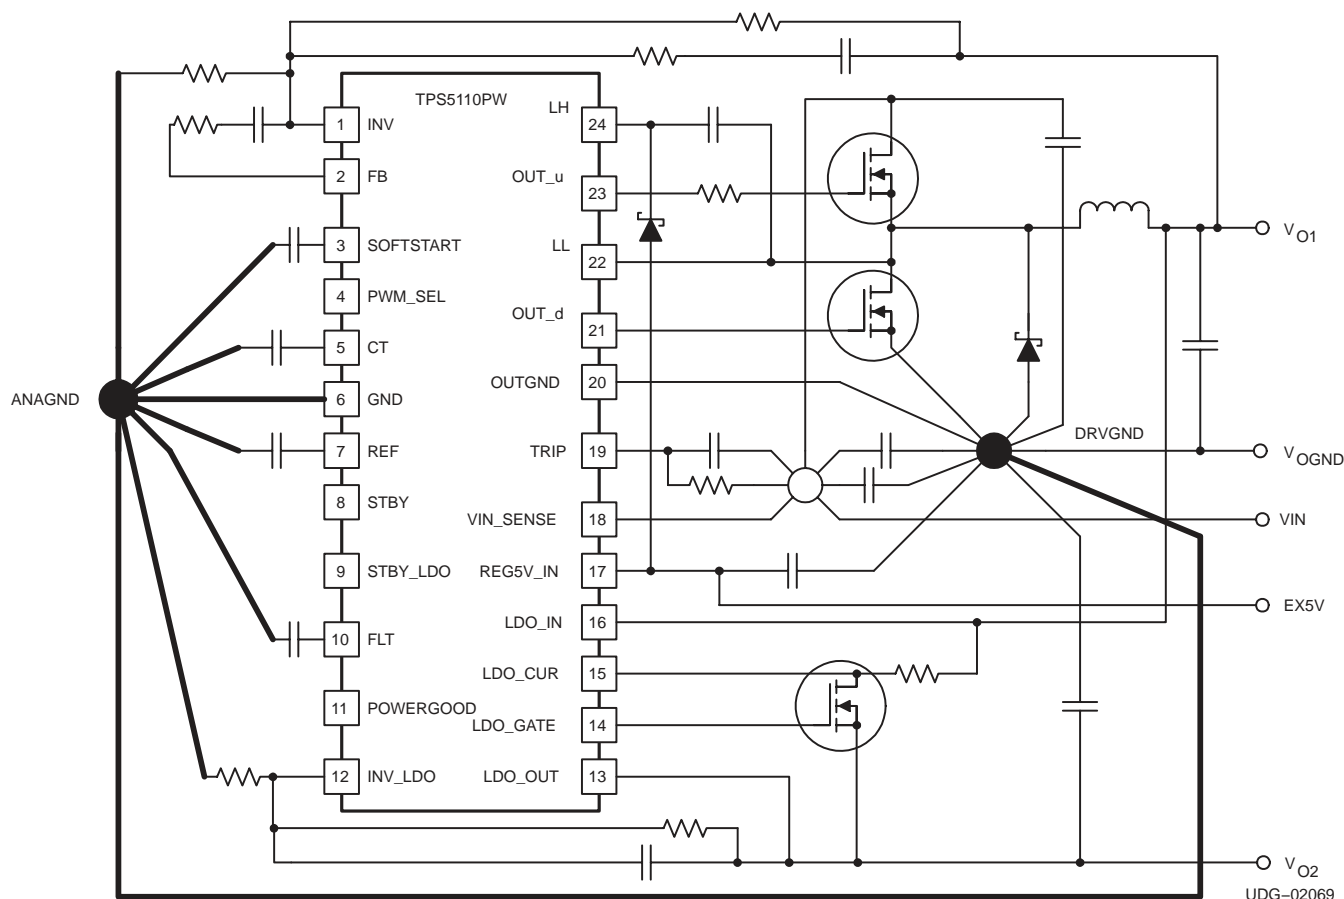 TPS5110PW
LH
1
INV
24
2
FB
OUT_u
23
3
SOFTSTART
LL
22
4
PWM_SEL
OUT_d
21
5
CT
OUTGND
20
ANAGND
6
GND
DRVGND
7
REF
TRIP
19
8
STBY
VIN_SENSE
18
9
STBY_LDO
REG5V_IN
17
LDO_IN
16
10
FLT
LDO_CUR
15
11
POWERGOOD
LDO_GATE
14
12
INV_LDO
LDO_OUT
13
VO1
VOGND
VIN
EX5V
VO2
UDG–02069